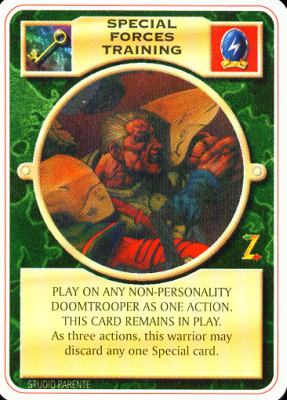 SPECIAL
FORCES
TRAINING
PLAY ON ANY NON-PERSONALITY
DOOMTROOPER AS ONE ACTION.
THIS CARD REMAINS IN PLAY.
As three actions, this warrior may
discard any one Special card.
STUDIO PARENTE